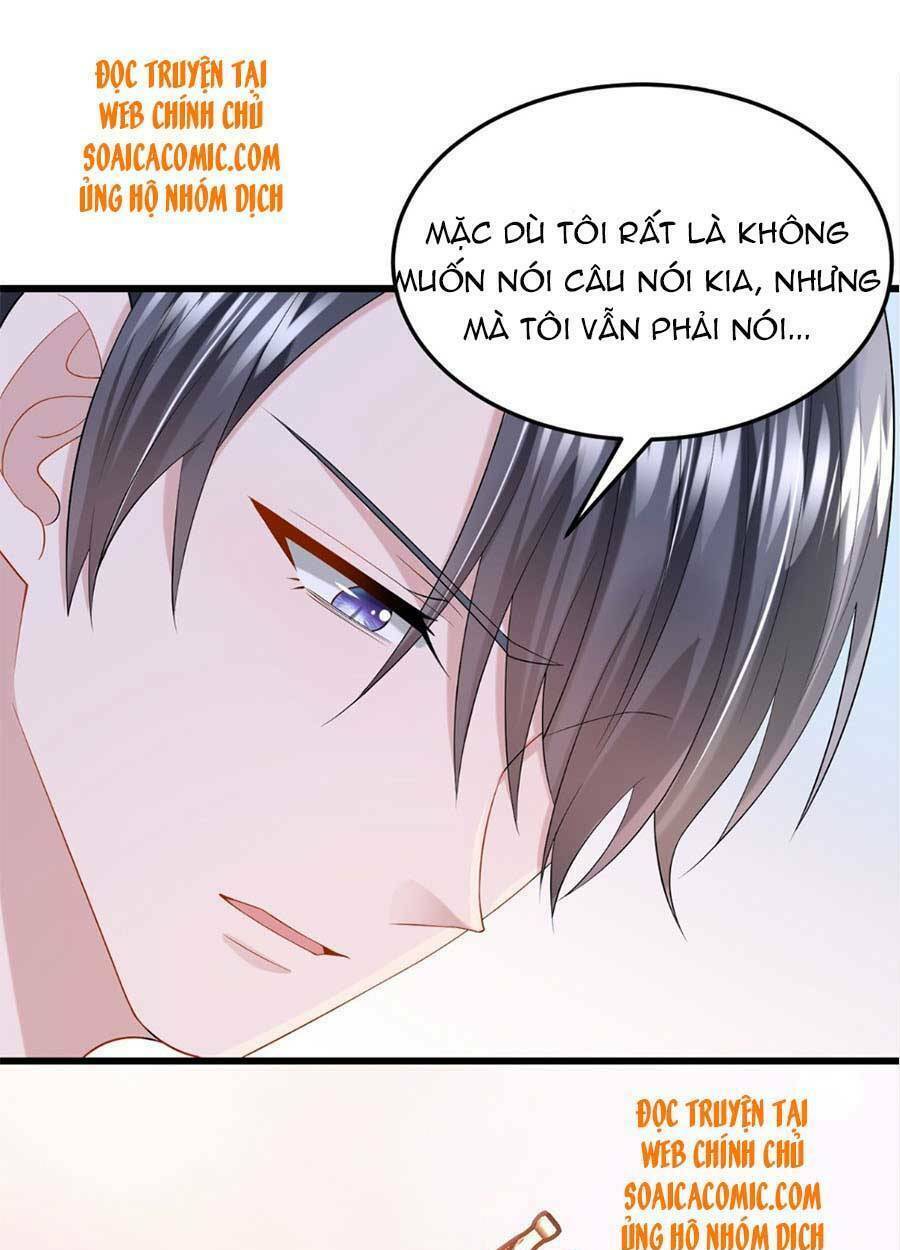 ĐỌC TRUYỆN TẠI
WEB CHÍNH CHỦ
SOAICACOMIC.COM
ỦNG HỘ NHÓM DỊCH
MẶC DÙ TÔI RẤT LÀ KHÔNG
MUỐN NÓI CÂU NÓI KIA, NHƯNG
MÀ TÔI VẪN PHẢI NÓI...
ĐỌC TRUYỆN TẠI
WEB CHÍNH CHỦ
SOAICACOMIC.COM
ỦNG HỘ NHÓM DỊCH